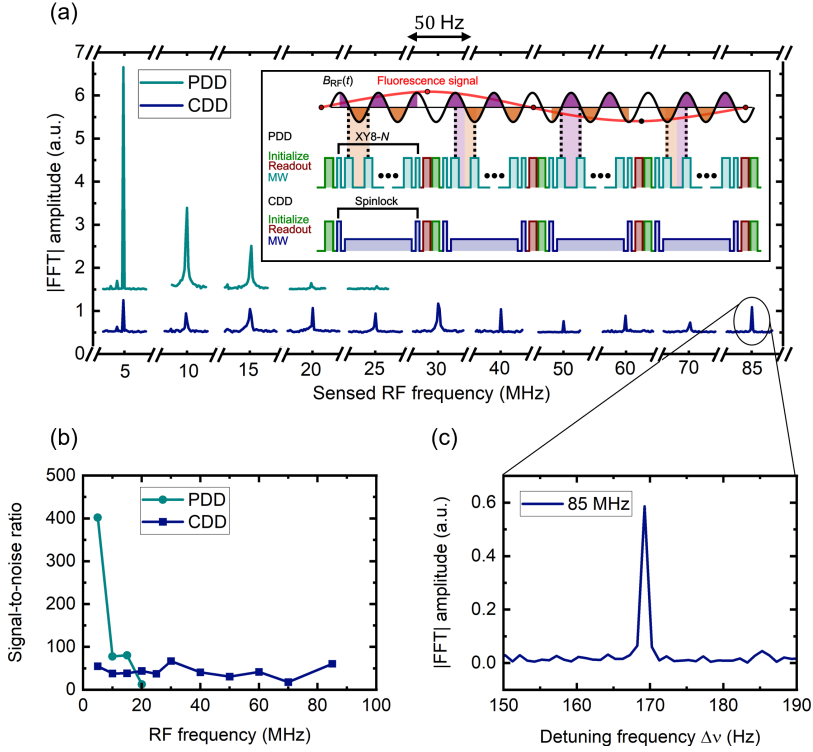 (a)
50 Hz
7
6
5
4
3
2
1
0
|FFT| amplitude (a.u.)
PDD
CDD
B_RF(t)
Fluorescence signal
PDD
XY8-N
Initialize
Readout
MW
CDD
Spinlock
Initialize
Readout
MW
5 10 15 20 25 30 40 50 60 70 85
Sensed RF frequency (MHz)
(b)
500
400
300
200
100
0
Signal-to-noise ratio
PDD
CDD
0 20 40 60 80 100
RF frequency (MHz)
(c)
0.6
0.4
0.2
0.0
|FFT| amplitude (a.u.)
85 MHz
150 160 170 180 190
Detuning frequency Δν (Hz)